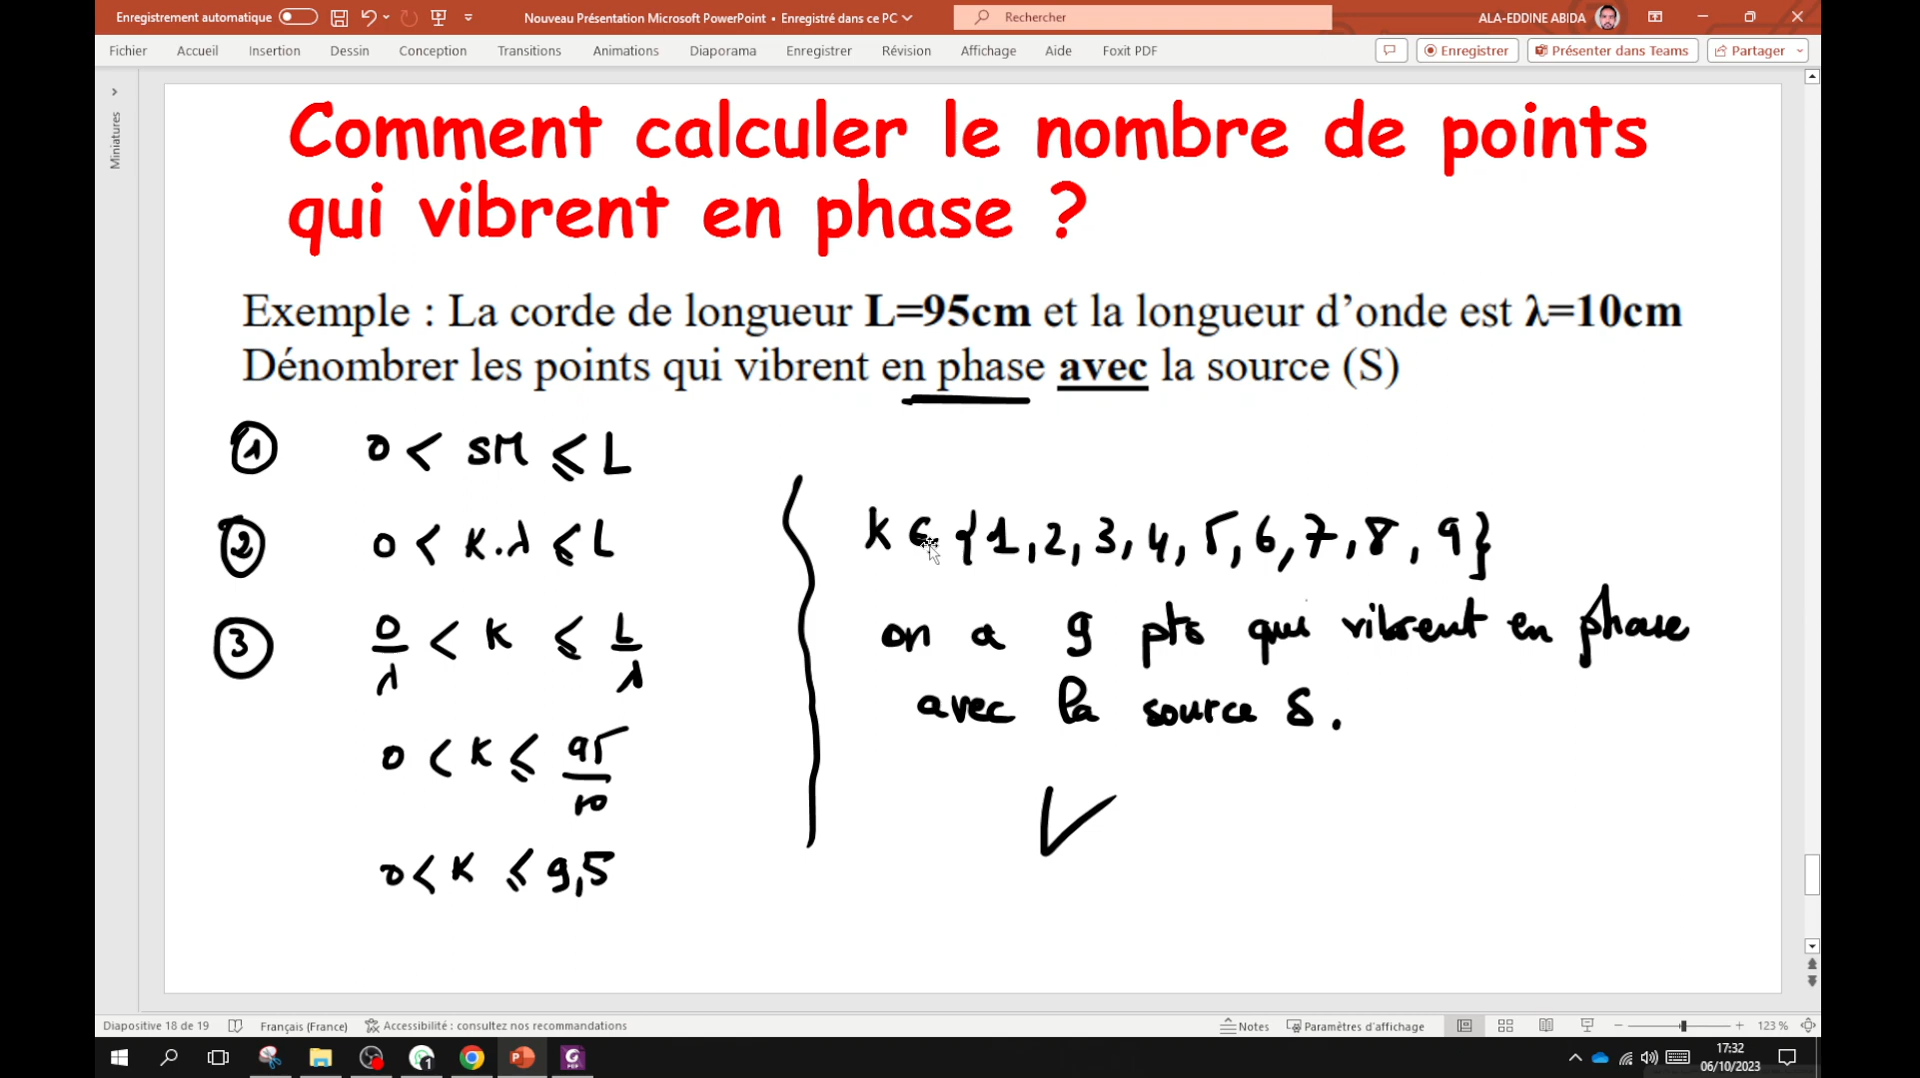 Enregistrement automatique
Nouveau Présentation Microsoft PowerPoint • Enregistré dans ce PC
Rechercher
ALA-EDDINE ABIDA
Fichier Accueil Insertion Dessin Conception Transitions Animations Diaporama Enregistrer Révision Affichage Aide Foxit PDF
Enregistrer Présenter dans Teams Partager
Miniatures
Comment calculer le nombre de points
qui vibrent en phase ?
Exemple : La corde de longueur L=95cm et la longueur d’onde est λ=10cm
Dénombrer les points qui vibrent en phase avec la source (S)
① 0 < SM ⩽ L
② 0 < K.λ ⩽ L
③ 0/λ < K ⩽ L/λ
0 < K ⩽ 95/10
0 < K ⩽ 9,5
K ∈ {1, 2, 3, 4, 5, 6, 7, 8, 9}
on a 9 pts qui vibrent en phase
avec la source S.
Diapositive 18 de 19 Français (France) Accessibilité : consultez nos recommandations Notes Paramètres d'affichage 123 %
17:32
06/10/2023